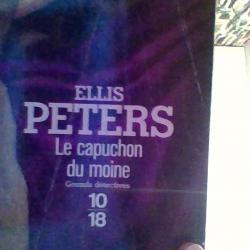 ELLIS
PETERS
Le capuchon
du moine
Grands détectives
10
18